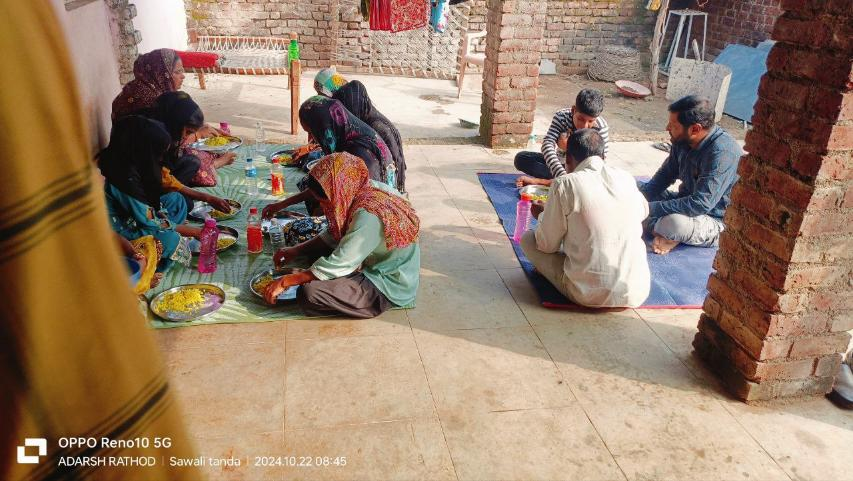 OPPO Reno10 5G
ADARSH RATHOD | Sawali tanda | 2024.10.22 08:45